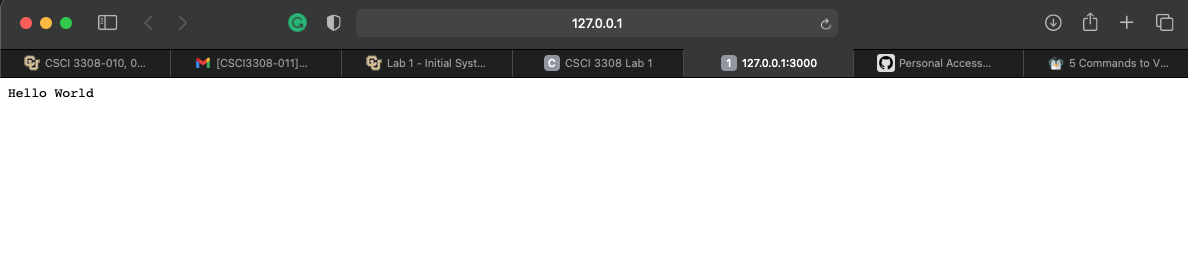 127.0.0.1
CSCI 3308-010, 0...
[CSCI3308-011]...
Lab 1 - Initial Syst...
C CSCI 3308 Lab 1
1 127.0.0.1:3000
Personal Access...
5 Commands to V...
Hello World